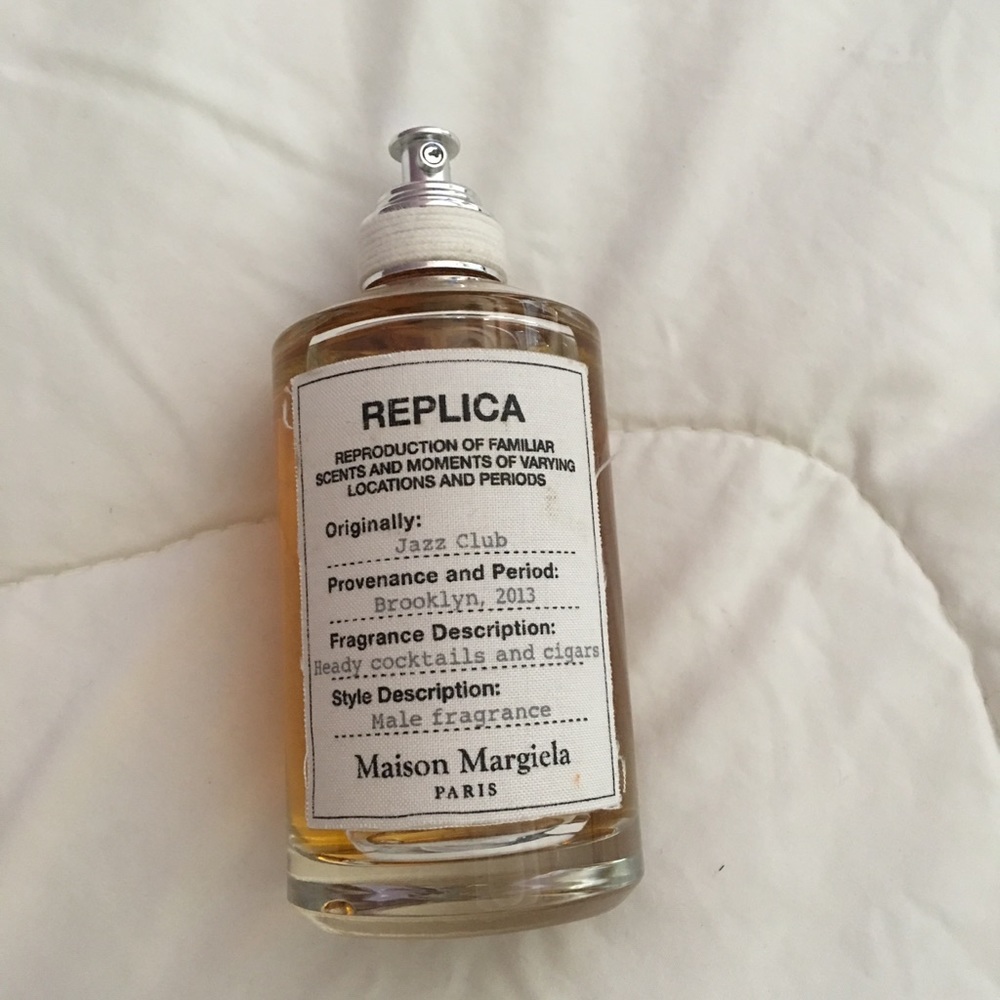 REPLICA
REPRODUCTION OF FAMILIAR
SCENTS AND MOMENTS OF VARYING
LOCATIONS AND PERIODS
Originally:
Jazz Club
Provenance and Period:
Brooklyn, 2013
Fragrance Description:
Heady cocktails and cigars
Style Description:
Male fragrance
Maison Margiela
PARIS